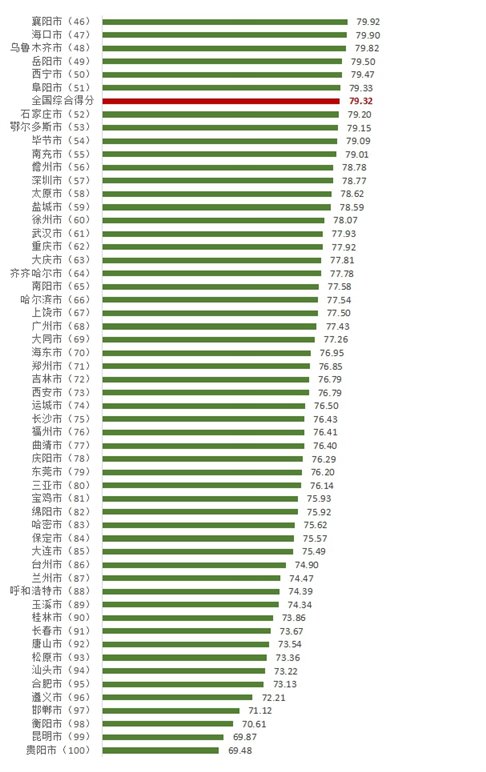 襄阳市（46） 79.92
海口市（47） 79.90
乌鲁木齐市（48） 79.82
岳阳市（49） 79.50
西宁市（50） 79.47
阜阳市（51） 79.33
全国综合得分 79.32
石家庄市（52） 79.20
鄂尔多斯市（53） 79.15
毕节市（54） 79.09
南充市（55） 79.01
儋州市（56） 78.78
深圳市（57） 78.77
太原市（58） 78.62
盐城市（59） 78.59
徐州市（60） 78.07
武汉市（61） 77.93
重庆市（62） 77.92
大庆市（63） 77.81
齐齐哈尔市（64） 77.78
南阳市（65） 77.58
哈尔滨市（66） 77.54
上饶市（67） 77.50
广州市（68） 77.43
大同市（69） 77.26
海东市（70） 76.95
郑州市（71） 76.85
吉林市（72） 76.79
西安市（73） 76.79
运城市（74） 76.50
长沙市（75） 76.43
福州市（76） 76.41
曲靖市（77） 76.40
庆阳市（78） 76.29
东莞市（79） 76.20
三亚市（80） 76.14
宝鸡市（81） 75.93
绵阳市（82） 75.92
哈密市（83） 75.62
保定市（84） 75.57
大连市（85） 75.49
台州市（86） 74.90
兰州市（87） 74.47
呼和浩特市（88） 74.39
玉溪市（89） 74.34
桂林市（90） 73.86
长春市（91） 73.67
唐山市（92） 73.54
松原市（93） 73.36
汕头市（94） 73.22
合肥市（95） 73.13
遵义市（96） 72.21
邯郸市（97） 71.12
衡阳市（98） 70.61
昆明市（99） 69.87
贵阳市（100） 69.48